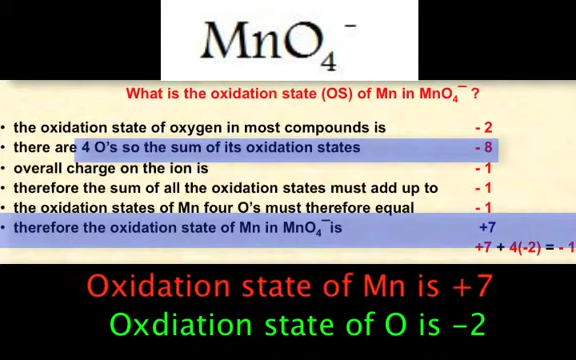 MnO₄⁻
What is the oxidation state (OS) of Mn in MnO₄⁻ ?
• the oxidation state of oxygen in most compounds is - 2
• there are 4 O's so the sum of its oxidation states - 8
• overall charge on the ion is - 1
• therefore the sum of all the oxidation states must add up to - 1
• the oxidation states of Mn four O's must therefore equal - 1
• therefore the oxidation state of Mn in MnO₄⁻is +7
+7 + 4(-2) = - 1
Oxidation state of Mn is +7
Oxdiation state of O is -2